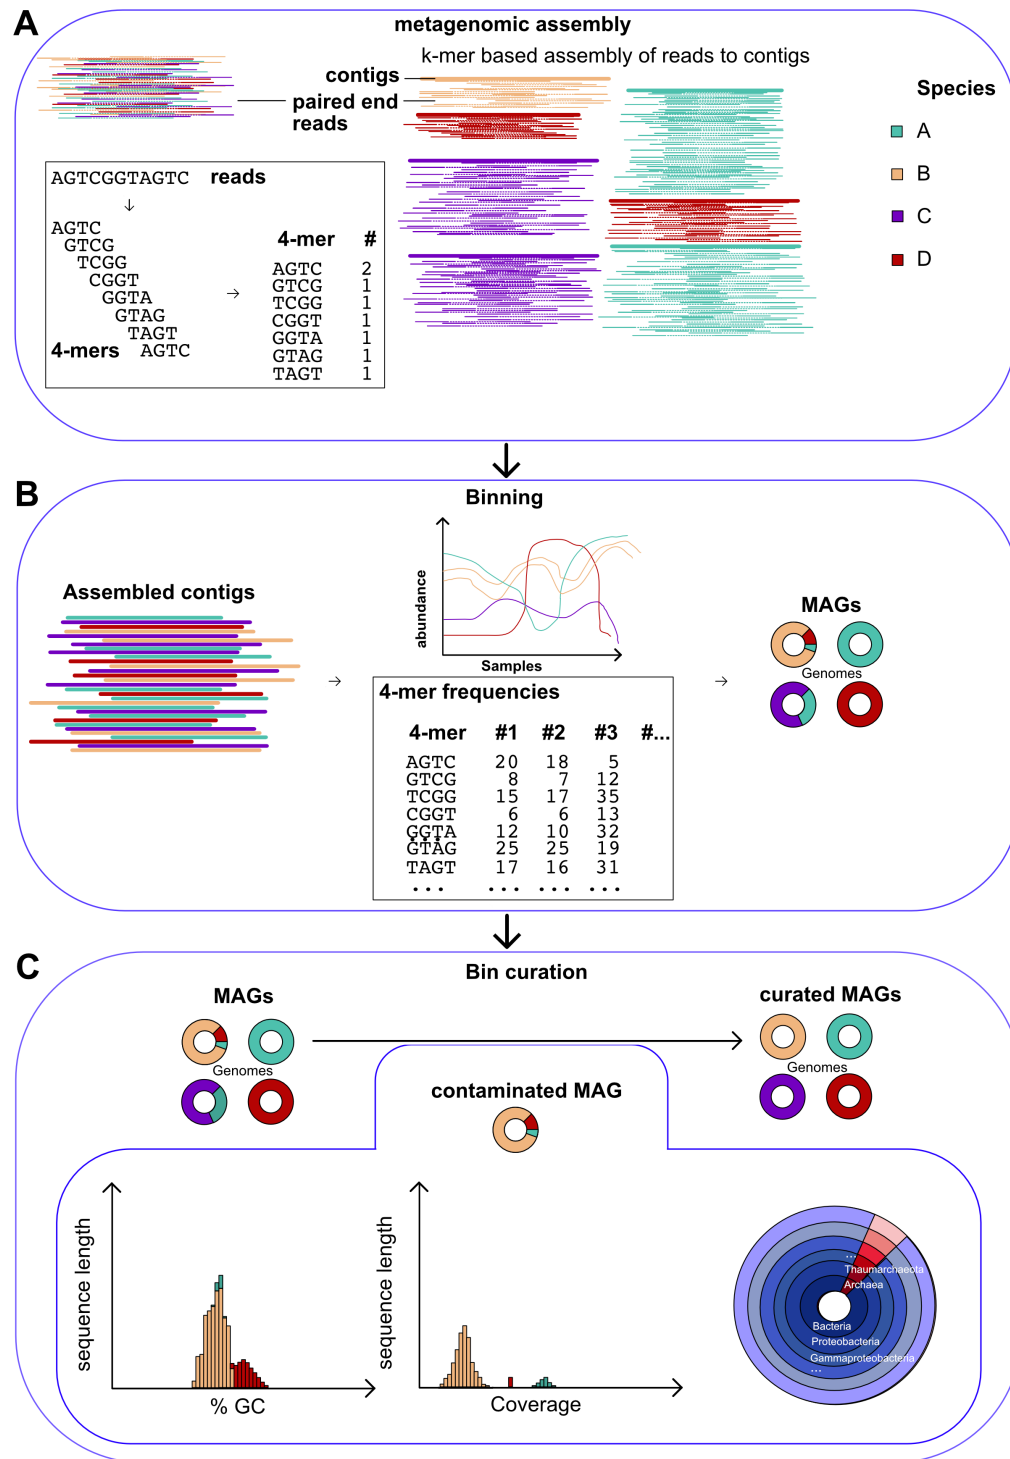 A
metagenomic assembly
k-mer based assembly of reads to contigs
contigs
paired end
reads
Species
A
B
C
D
AGTCGGTAGTC reads
AGTC
GTCG
TCGG
CGGT
GGTA
GTAG
TAGT
4-mers AGTC
4-mer #
AGTC 2
GTCG 1
TCGG 1
CGGT 1
GGTA 1
GTAG 1
TAGT 1
B
Binning
Assembled contigs
abundance
Samples
4-mer frequencies
4-mer #1 #2 #3 #...
AGTC 20 18 5
GTCG 8 7 12
TCGG 15 17 35
CGGT 6 6 13
GGTA 12 10 32
...
GTAG 25 25 19
TAGT 17 16 31
... ... ... ...
MAGs
Genomes
C
Bin curation
MAGs
Genomes
curated MAGs
Genomes
contaminated MAG
sequence length
% GC
sequence length
Coverage
...
Thaumarchaeota
Archaea
Bacteria
Proteobacteria
Gammaproteobacteria
...